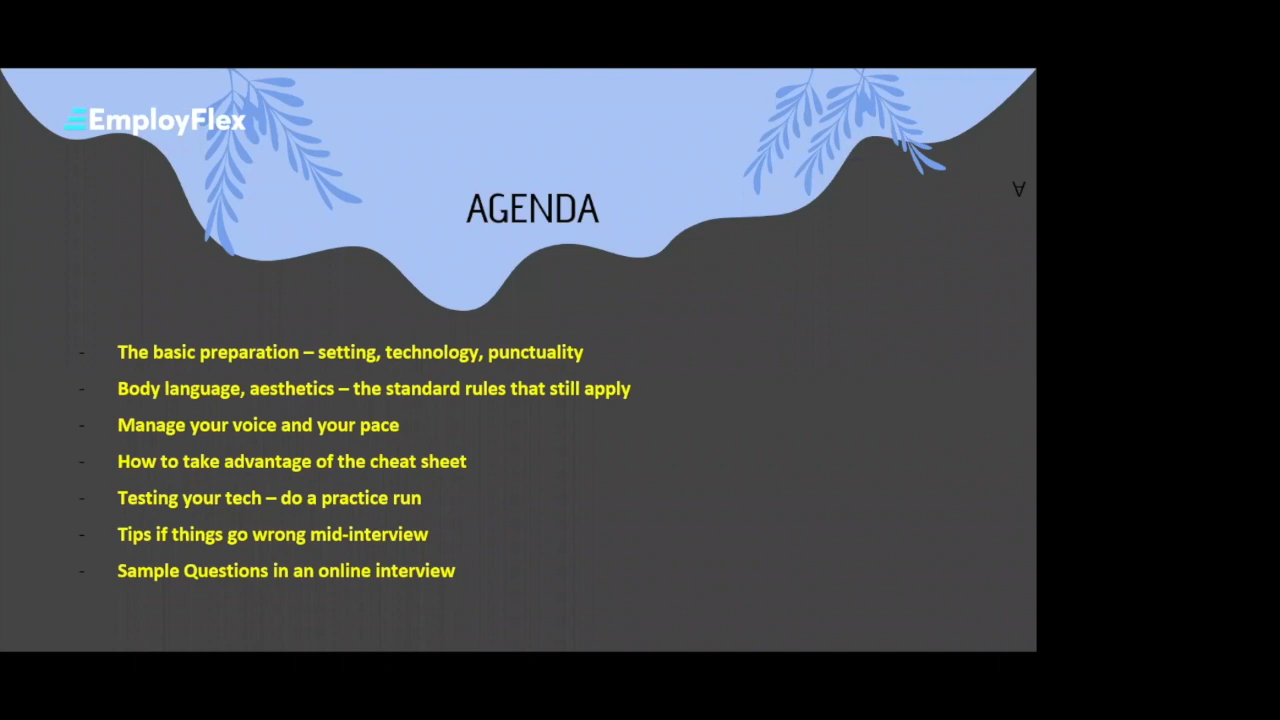 EmployFlex
AGENDA
∀
- The basic preparation – setting, technology, punctuality
- Body language, aesthetics – the standard rules that still apply
- Manage your voice and your pace
- How to take advantage of the cheat sheet
- Testing your tech – do a practice run
- Tips if things go wrong mid-interview
- Sample Questions in an online interview